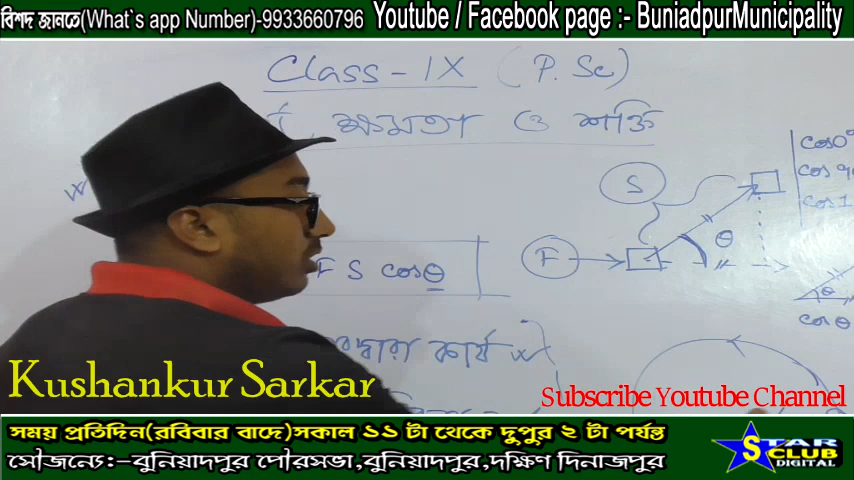 বিশদ জানতে(What`s app Number)-9933660796 Youtube / Facebook page :- BuniadpurMunicipality
Class - IX (P. Sc)
ক্ষমতা ও শক্তি
W
S
cos0°
cos
cos
F S cosθ
F
θ
θ
cosθ
কার্য W
Kushankur Sarkar
Subscribe Youtube Channel
সময় প্রতিদিন(রবিবার বাদে)সকাল ১১ টা থেকে দুপুর ২ টা পর্যন্ত
সৌজন্যে:-বুনিয়াদপুর পৌরসভা,বুনিয়াদপুর,দক্ষিণ দিনাজপুর
STAR
CLUB
DIGITAL